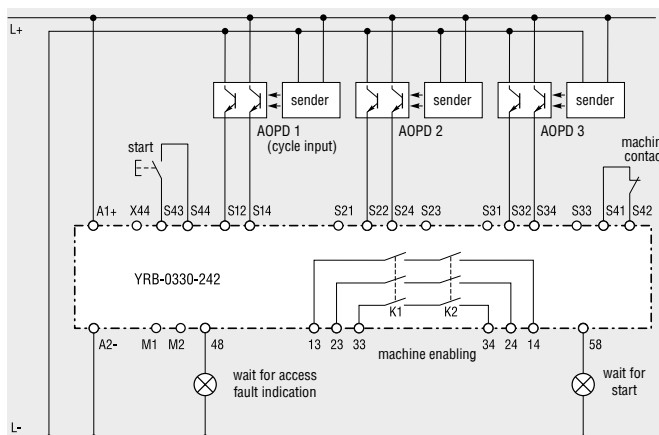 L+
sender
sender
sender
AOPD 1
(cycle input)
AOPD 2
AOPD 3
start
machin
contac
A1+ X44 S43 S44 S12 S14 S21 S22 S24 S23 S31 S32 S34 S33 S41 S42
YRB-0330-242
K1 K2
A2- M1 M2 48 13 23 33 34 24 14 58
machine enabling
wait for access
fault indication
wait for
start
L-